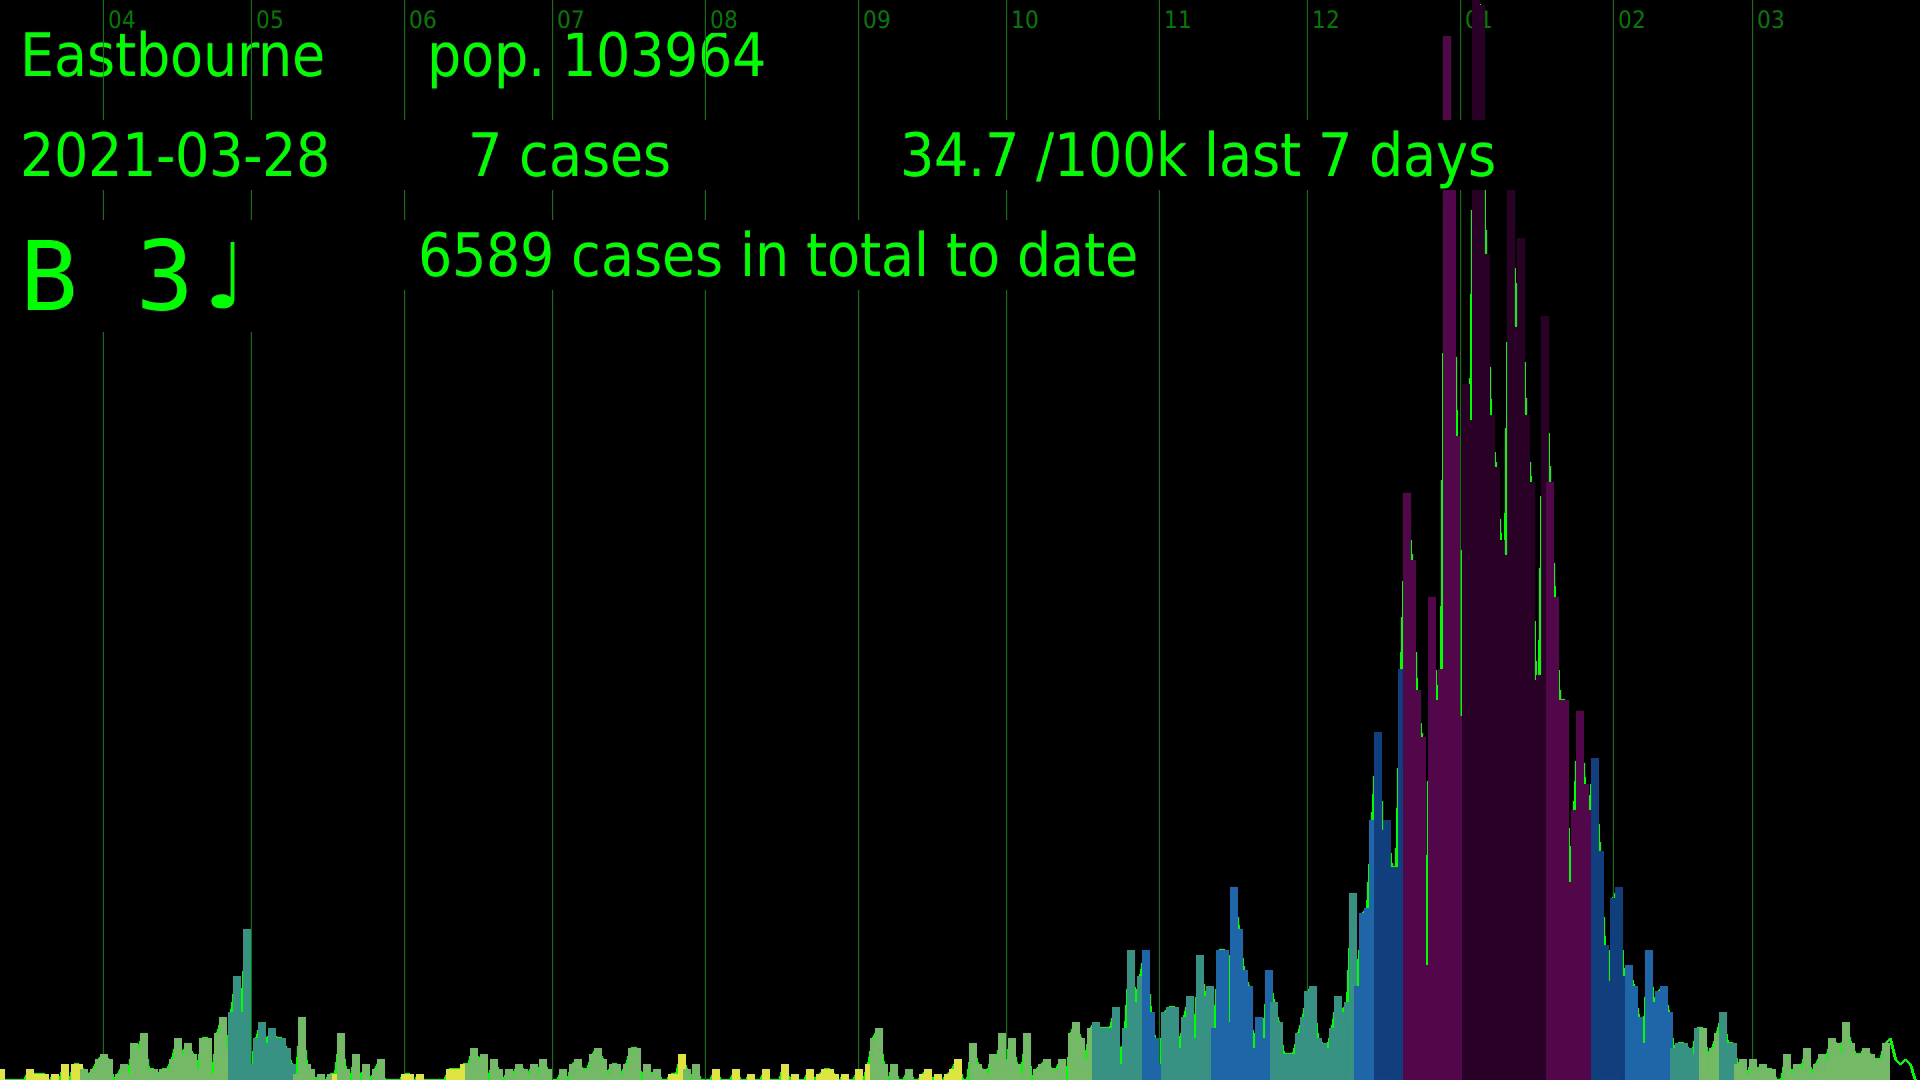 04 05 06 07 08 09 10 11 12 01 02 03
Eastbourne pop. 103964
2021-03-28 7 cases 34.7 /100k last 7 days
B 3♩ 6589 cases in total to date